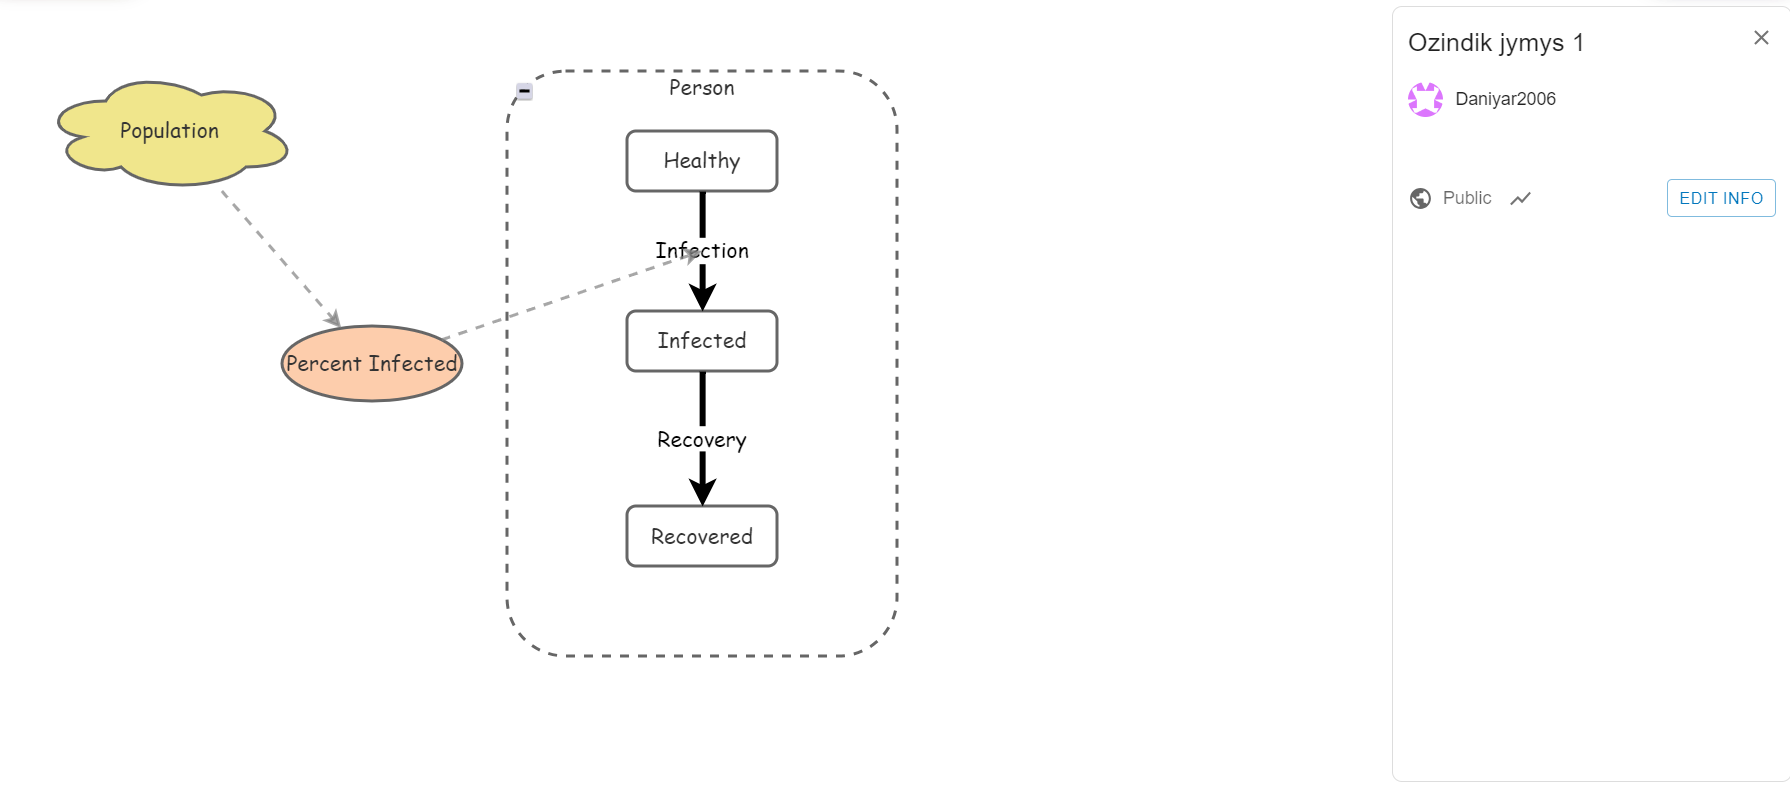 Population
Percent Infected
Person
Healthy
Infection
Infected
Recovery
Recovered
Ozindik jymys 1
Daniyar2006
Public
EDIT INFO